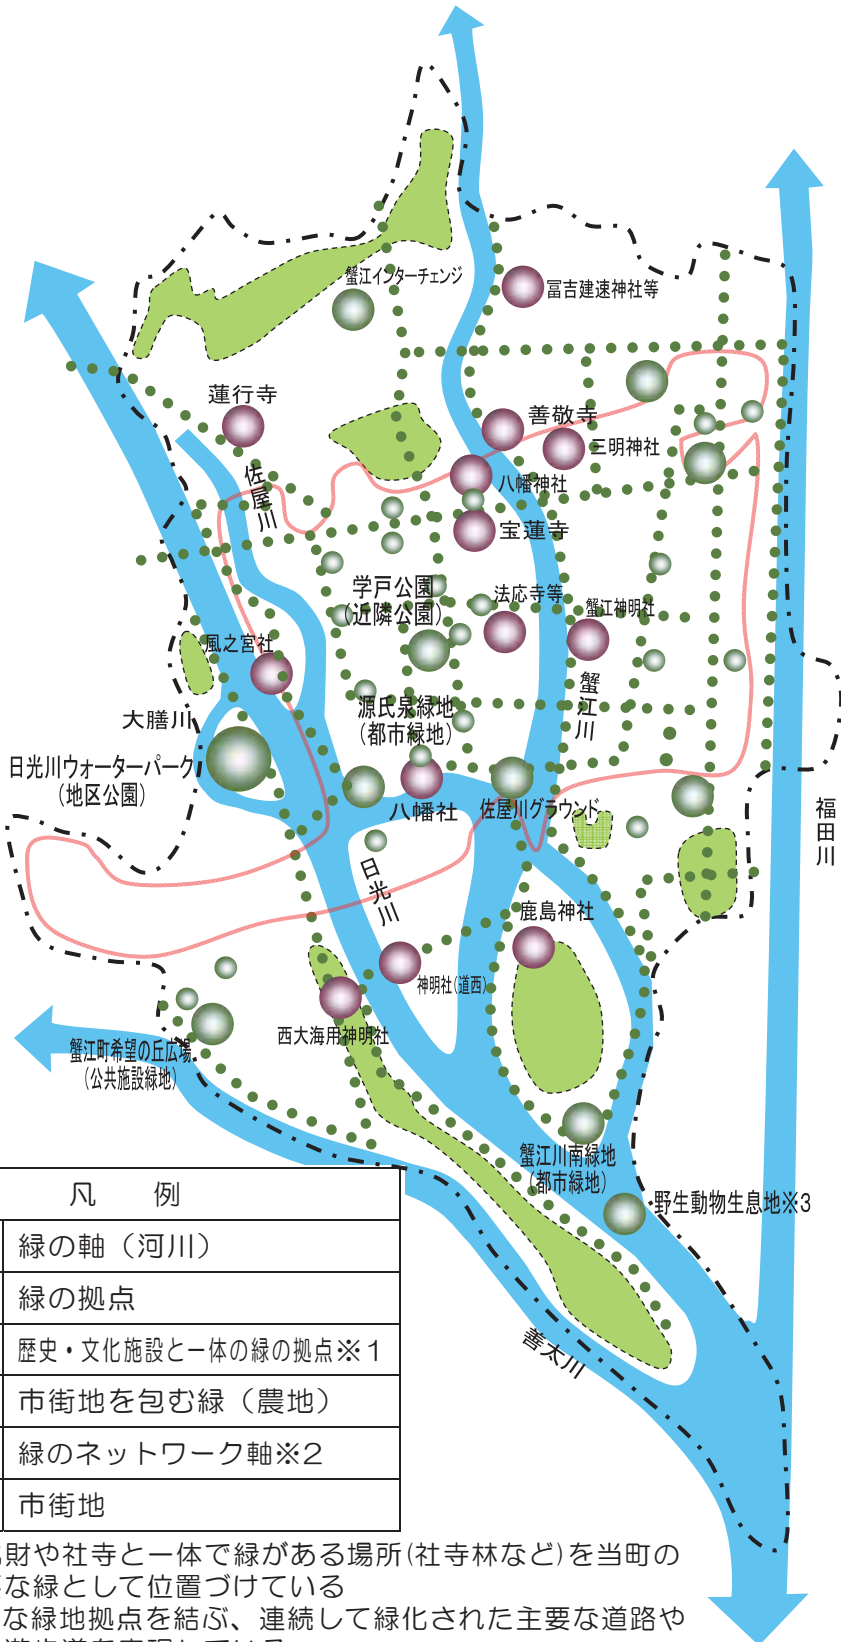 蟹江インターチェンジ
冨吉建速神社等
蓮行寺
善敬寺
三明神社
佐屋川
八幡神社
宝蓮寺
学戸公園
(近隣公園)
法応寺等
蟹江神明社
風之宮社
蟹江川
大膳川
源氏泉緑地
(都市緑地)
日光川ウォーターパーク
(地区公園)
八幡社
佐屋川グラウンド
福田川
日光川
鹿島神社
神明社(道西)
西大海用神明社
蟹江町希望の丘広場
(公共施設緑地)
蟹江川南緑地
(都市緑地)
野生動物生息地※3
善太川
凡 例
緑の軸（河川）
緑の拠点
歴史・文化施設と一体の緑の拠点※1
市街地を包む緑（農地）
緑のネットワーク軸※2
市街地
財や社寺と一体で緑がある場所(社寺林など)を当町の
な緑として位置づけている
な緑地拠点を結ぶ、連続して緑化された主要な道路や